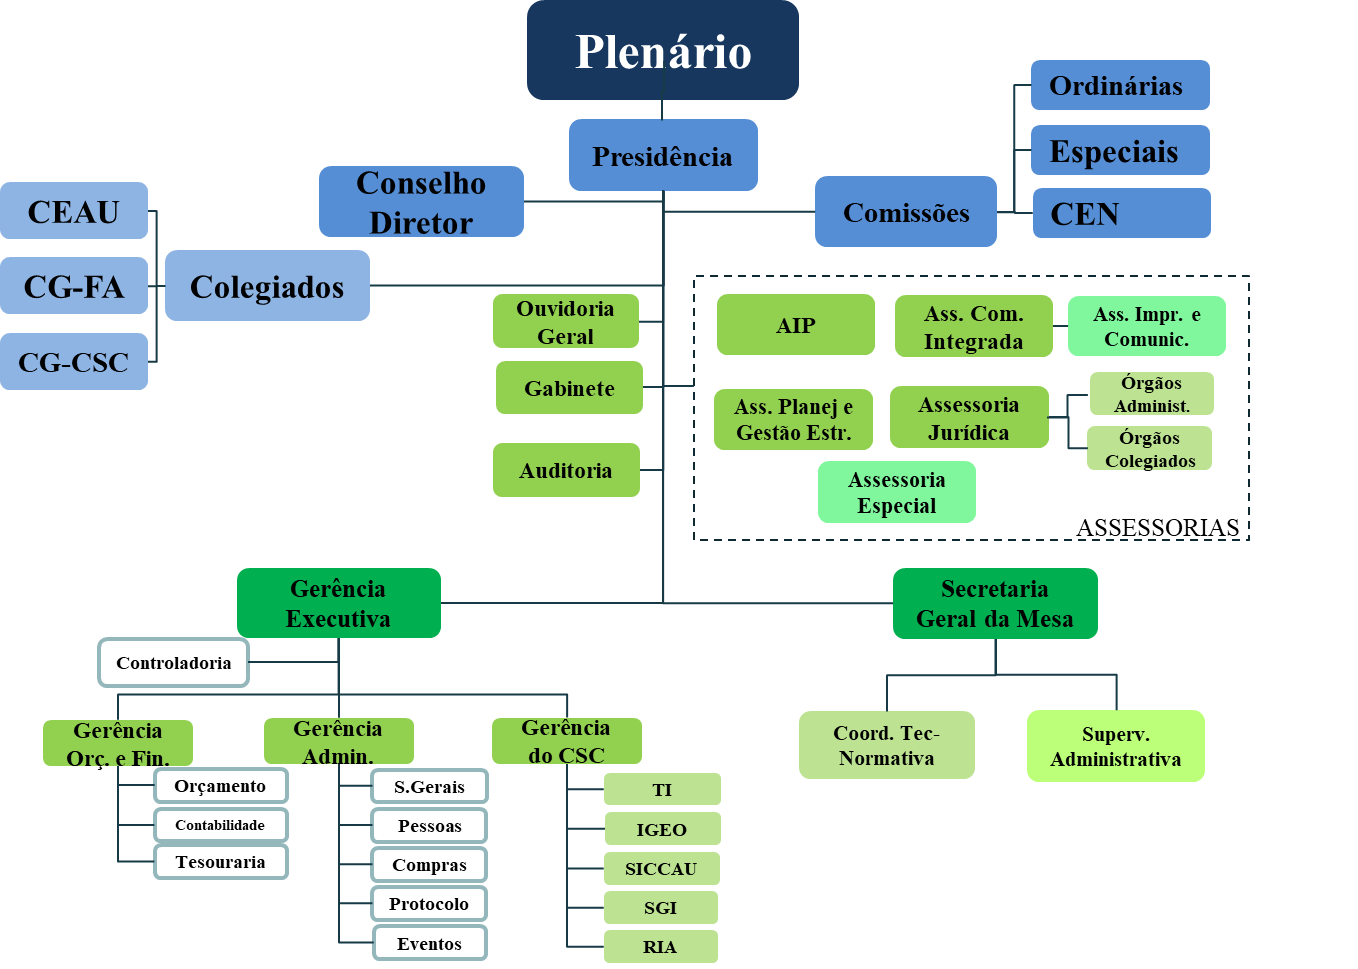 Plenário
Presidência
Ordinárias
Especiais
CEN
Comissões
Conselho
Diretor
CEAU
CG-FA
CG-CSC
Colegiados
Ouvidoria
Geral
Gabinete
Auditoria
AIP
Ass. Com.
Integrada
Ass. Impr. e
Comunic.
Ass. Planej e
Gestão Estr.
Assessoria
Jurídica
Órgãos
Administ.
Órgãos
Colegiados
Assessoria
Especial
ASSESSORIAS
Gerência
Executiva
Secretaria
Geral da Mesa
Controladoria
Gerência
Orç. e Fin.
Gerência
Admin.
Gerência
do CSC
Coord. Tec-
Normativa
Superv.
Administrativa
Orçamento
Contabilidade
Tesouraria
S.Gerais
Pessoas
Compras
Protocolo
Eventos
TI
IGEO
SICCAU
SGI
RIA